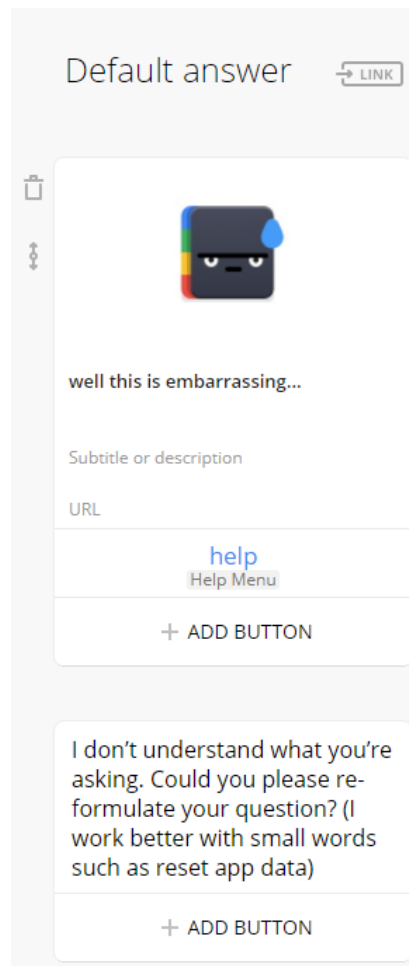 Default answer
LINK
well this is embarrassing...
Subtitle or description
URL
help
Help Menu
+ ADD BUTTON
I don’t understand what you’re
asking. Could you please re-
formulate your question? (I
work better with small words
such as reset app data)
+ ADD BUTTON